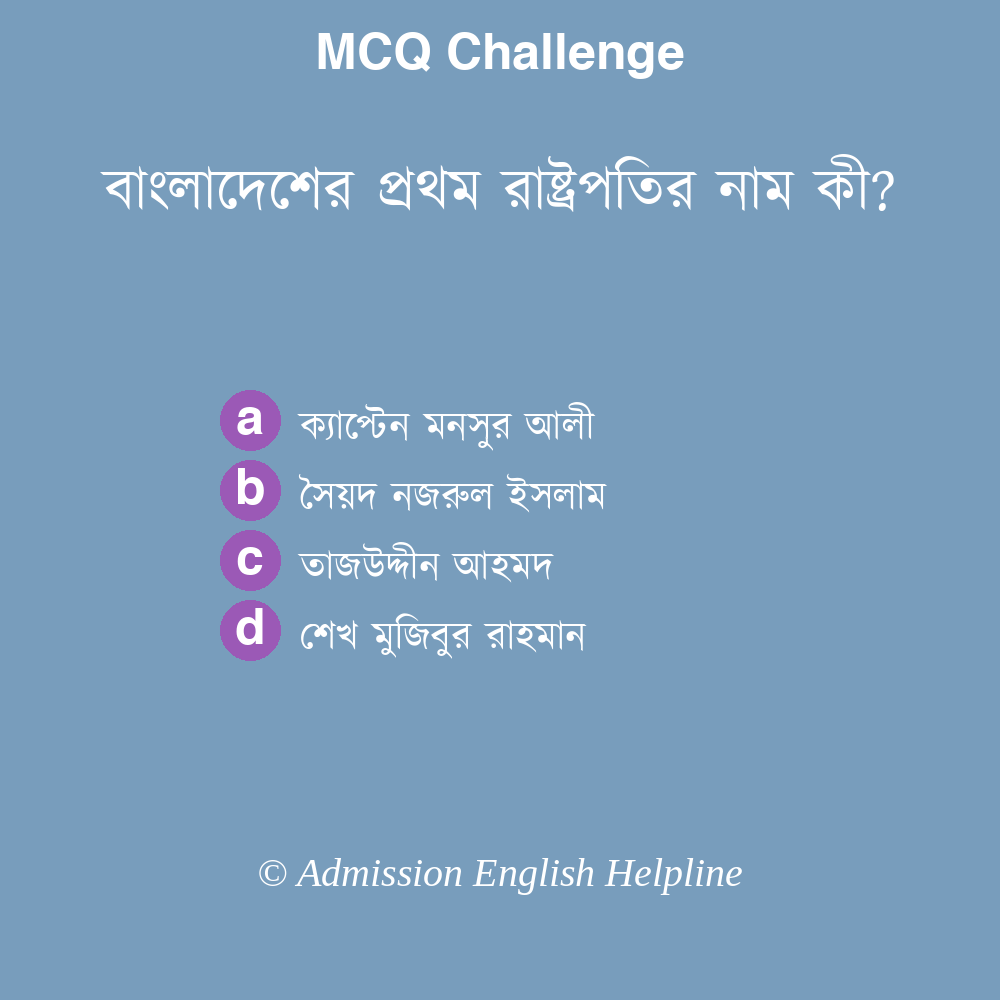 MCQ Challenge
বাংলাদেশের প্রথম রাষ্ট্রপতির নাম কী?
a ক্যাপ্টেন মনসুর আলী
b সৈয়দ নজরুল ইসলাম
c তাজউদ্দীন আহমদ
d শেখ মুজিবুর রাহমান
© Admission English Helpline